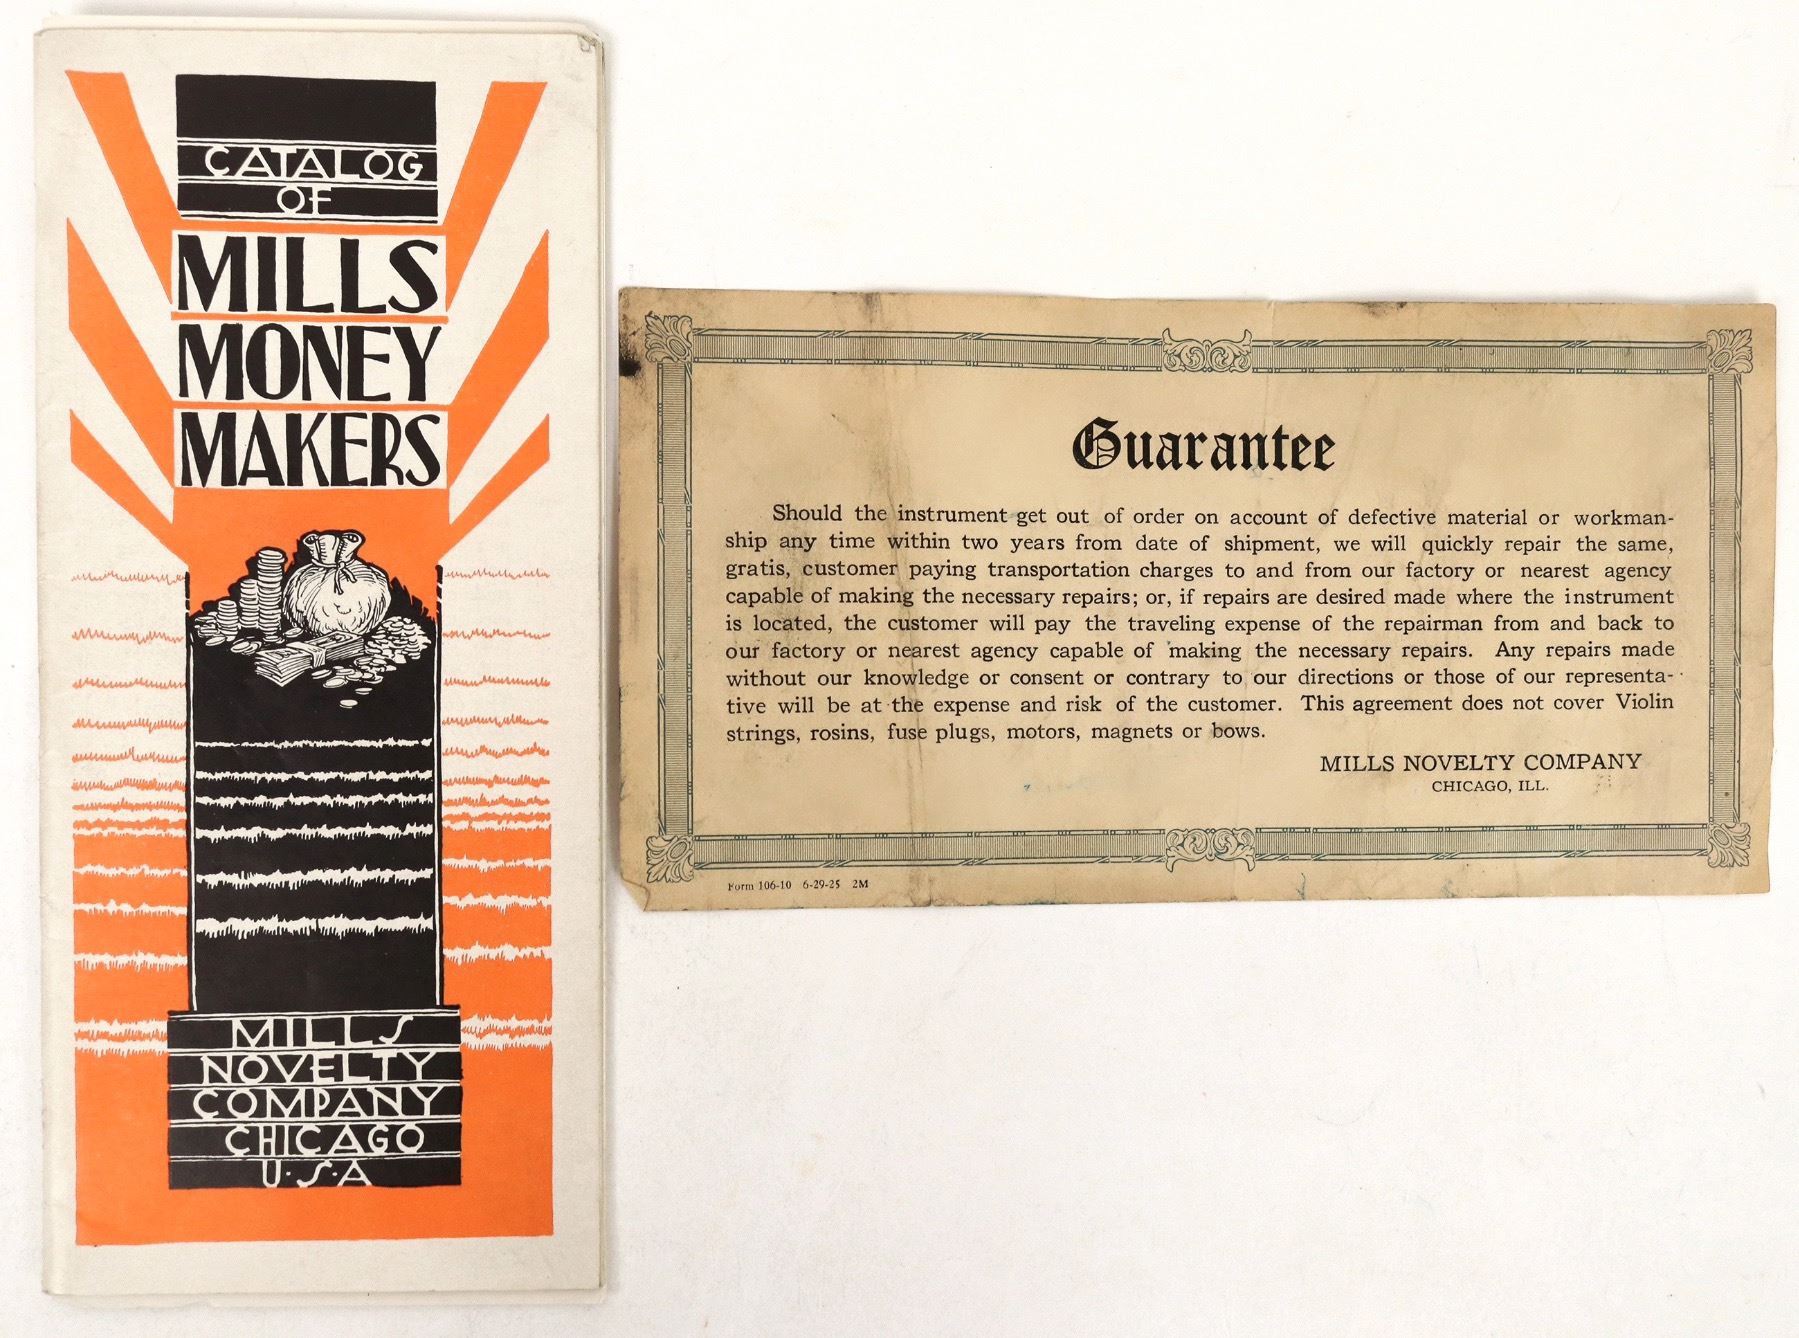 CATALOG
OF
MILLS
MONEY
MAKERS
MILLS
NOVELTY
COMPANY
CHICAGO
U.S.A
Guarantee
Should the instrument get out of order on account of defective material or workman-
ship any time within two years from date of shipment, we will quickly repair the same,
gratis, customer paying transportation charges to and from our factory or nearest agency
capable of making the necessary repairs; or, if repairs are desired made where the instrument
is located, the customer will pay the traveling expense of the repairman from and back to
our factory or nearest agency capable of making the necessary repairs. Any repairs made
without our knowledge or consent or contrary to our directions or those of our representa-
tive will be at the expense and risk of the customer. This agreement does not cover Violin
strings, rosins, fuse plugs, motors, magnets or bows.
MILLS NOVELTY COMPANY
CHICAGO, ILL.
Form 106-10 6-29-25 2M